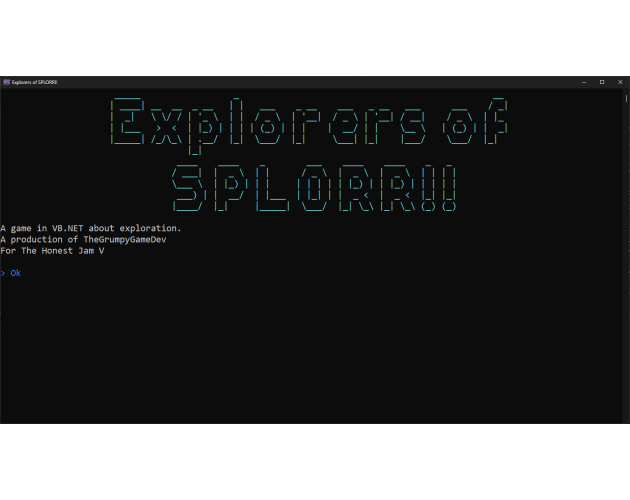 Explorers of SPLORR!!
Explorers of
SPLORR!!
A game in VB.NET about exploration.
A production of TheGrumpyGameDev
For The Honest Jam V
> Ok